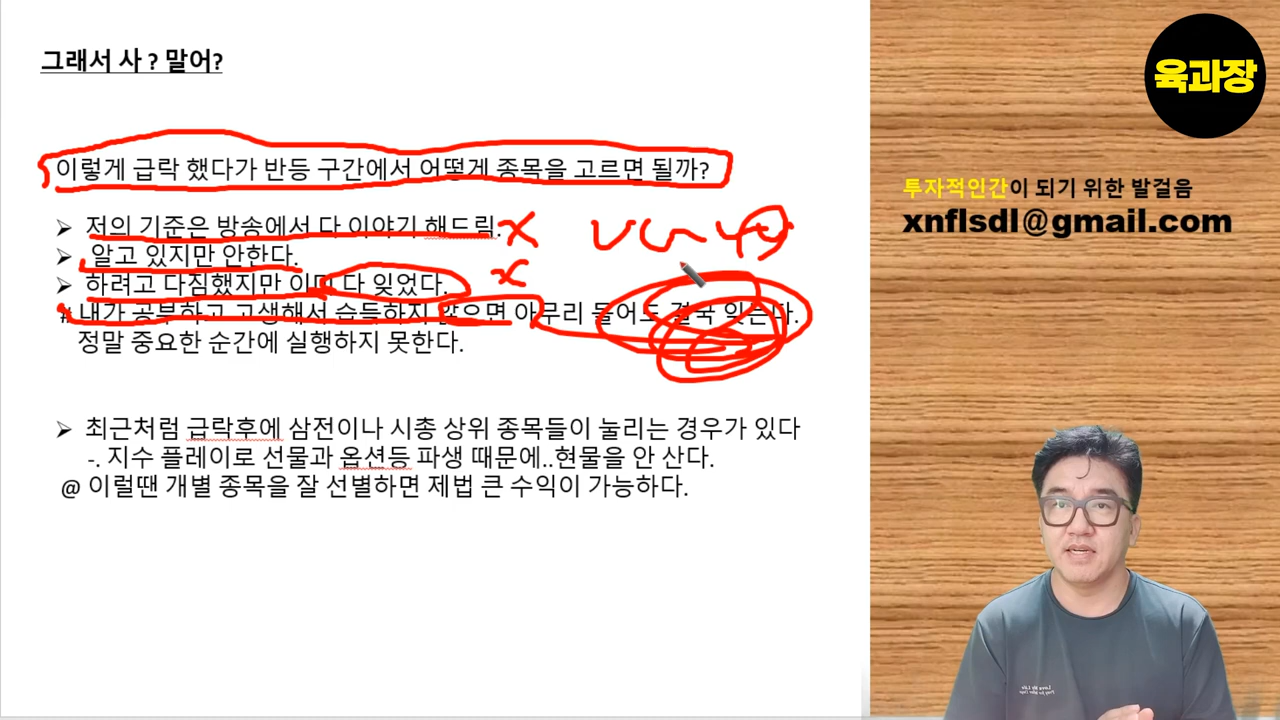 그래서 사 ? 말어?
이렇게 급락 했다가 반등 구간에서 어떻게 종목을 고르면 될까?
➢ 저의 기준은 방송에서 다 이야기 해드림.
➢ 알고 있지만 안한다.
➢ 하려고 다짐했지만 이미 다 잊었다.
# 내가 공부하고 고생해서 습득하지 않으면 아무리 들어도 결국 잊는다.
정말 중요한 순간에 실행하지 못한다.
➢ 최근처럼 급락후에 삼전이나 시총 상위 종목들이 눌리는 경우가 있다
-. 지수 플레이로 선물과 옵션등 파생 때문에..현물을 안 산다.
@ 이럴땐 개별 종목을 잘 선별하면 제법 큰 수익이 가능하다.
육과장
투자적인간이 되기 위한 발걸음
xnflsdl@gmail.com